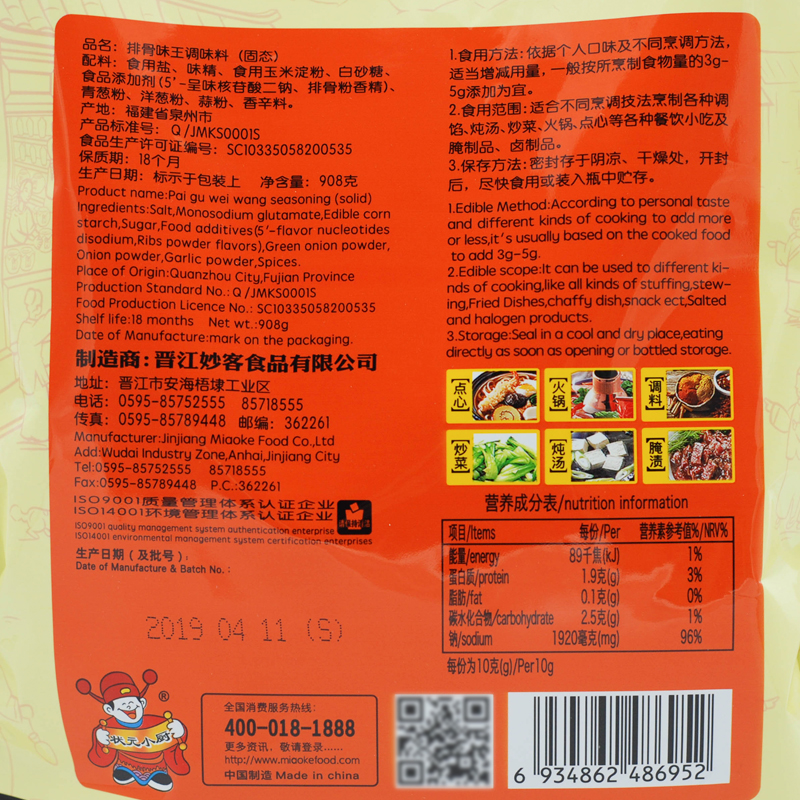 品名：排骨味王调味料（固态）
配料：食用盐、味精、食用玉米淀粉、白砂糖、
食品添加剂(5′-呈味核苷酸二钠、排骨粉香精)、
青葱粉、洋葱粉、蒜粉、香辛料。
产地：福建省泉州市
产品标准号：Q/JMKS0001S
食品生产许可证编号：SC10335058200535
保质期：18个月
生产日期：标示于包装上 净含量：908克
Product name:Pai gu wei wang seasoning (solid)
Ingredients:Salt,Monosodium glutamate,Edible corn
starch,Sugar,Food additives(5′-flavor nucleotides
disodium,Ribs powder flavors),Green onion powder,
Onion powder,Garlic powder,Spices.
Place of Origin:Quanzhou City,Fujian Province
Production Standard No.:Q/JMKS0001S
Food Production Licence No.: SC10335058200535
Shelf life:18 months Net wt.:908g
Date of Manufacture:mark on the packaging.
制造商：晋江妙客食品有限公司
地址：晋江市安海梧埭工业区
电话：0595-85752555 85718555
传真：0595-85789448 邮编：362261
Manufacturer:Jinjiang Miaoke Food Co.,Ltd
Add:Wudai Industry Zone,Anhai,Jinjiang City
Tel:0595-85752555 85718555
Fax:0595-85789448 P.C.:362261
ISO9001质量管理体系认证企业
ISO14001环境管理体系认证企业
ISO9001 quality management system authentication enterprise
ISO14001 environmental management system certification enterprises
生产日期（及批号）：
Date of Manufacture & Batch No.：
2019 04 11 (S)
®
状元小厨
全国消费服务热线：
400-018-1888
更多资讯，敬请登录……
http://www.miaokefood.com
中国制造 Made in china
1.食用方法：依据个人口味及不同烹调方法，
适当增减用量，一般按所烹制食物量的3g-
5g添加为宜。
2.食用范围：适合不同烹调技法烹制各种调
馅、炖汤、炒菜、火锅、点心等各种餐饮小吃及
腌制品、卤制品。
3.保存方法：密封存于阴凉、干燥处，开封
后，尽快食用或装入瓶中贮存。
1.Edible Method:According to personal taste
and different kinds of cooking to add more
or less,it's usually based on the cooked food
to add 3g-5g.
2.Edible scope:It can be used to different ki-
nds of cooking,like all kinds of stuffing,stew-
ing,Fried Dishes,chaffy dish,snack ect,Salted
and halogen products.
3.Storage:Seal in a cool and dry place,eating
directly as soon as opening or bottled storage.
【点心】 【火锅】 【调料】
【炒菜】 【炖汤】 【腌渍】
营养成分表/nutrition information
项目/Items 每份/Per 营养素参考值%/NRV%
能量/energy 89千焦(kJ) 1%
蛋白质/protein 1.9克(g) 3%
脂肪/fat 0.1克(g) 0%
碳水化合物/carbohydrate 2.5克(g) 1%
钠/sodium 1920毫克(mg) 96%
每份为10克(g)/Per10g
6 934862 486952